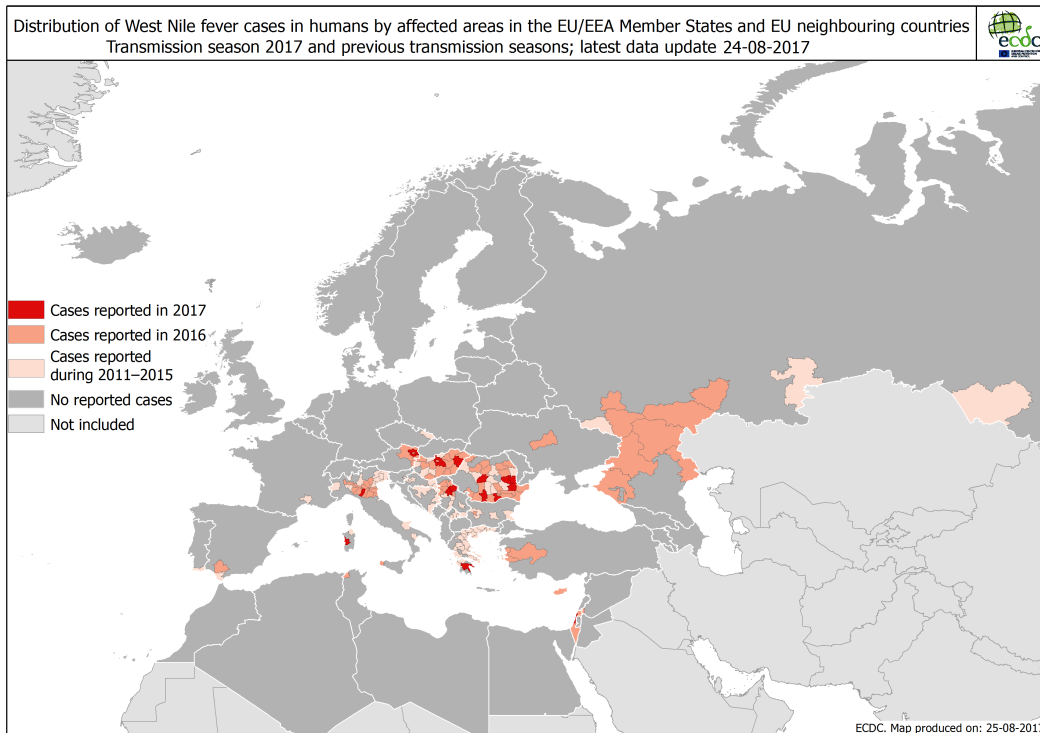 Distribution of West Nile fever cases in humans by affected areas in the EU/EEA Member States and EU neighbouring countries
Transmission season 2017 and previous transmission seasons; latest data update 24-08-2017
ecdc
Cases reported in 2017
Cases reported in 2016
Cases reported
during 2011–2015
No reported cases
Not included
ECDC. Map produced on: 25-08-2017